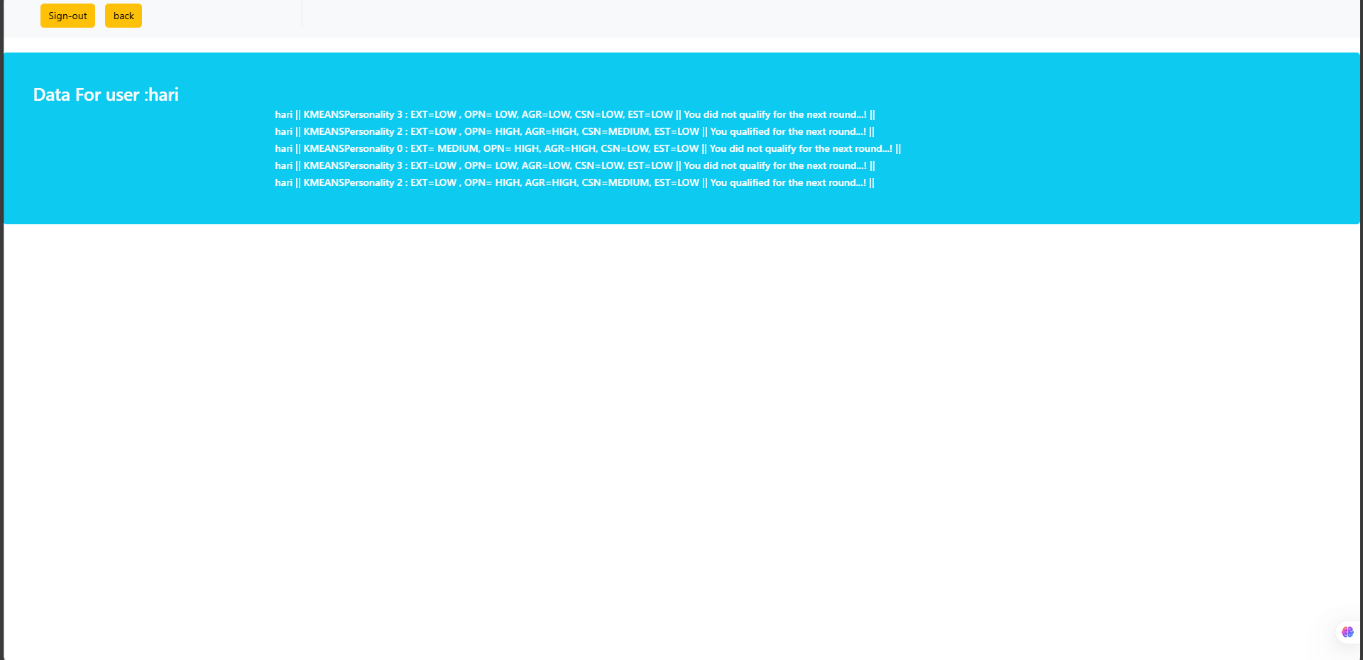 Sign-out back
Data For user :hari
hari || KMEANSPersonality 3 : EXT=LOW , OPN= LOW, AGR=LOW, CSN=LOW, EST=LOW || You did not qualify for the next round...! ||
hari || KMEANSPersonality 2 : EXT=LOW , OPN= HIGH, AGR=HIGH, CSN=MEDIUM, EST=LOW || You qualified for the next round...! ||
hari || KMEANSPersonality 0 : EXT= MEDIUM, OPN= HIGH, AGR=HIGH, CSN=LOW, EST=LOW || You did not qualify for the next round...! ||
hari || KMEANSPersonality 3 : EXT=LOW , OPN= LOW, AGR=LOW, CSN=LOW, EST=LOW || You did not qualify for the next round...! ||
hari || KMEANSPersonality 2 : EXT=LOW , OPN= HIGH, AGR=HIGH, CSN=MEDIUM, EST=LOW || You qualified for the next round...! ||